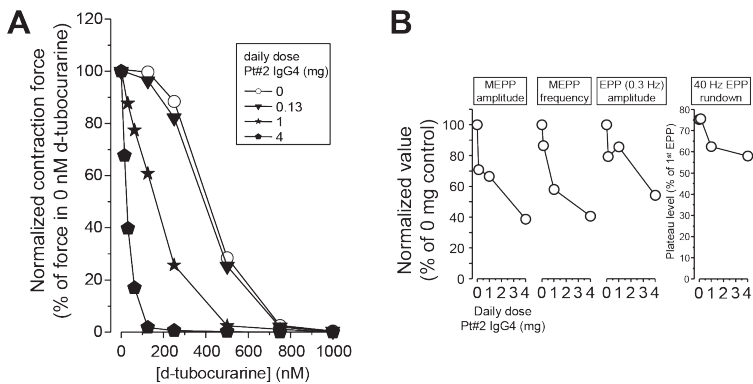 A
Normalized contraction force
(% of force in 0 nM d-tubocurarine)
120
100
80
60
40
20
0
0 200 400 600 800 1000
[d-tubocurarine] (nM)
daily dose
Pt#2 IgG4 (mg)
0
0.13
1
4
B
MEPP
amplitude
MEPP
frequency
EPP (0.3 Hz)
amplitude
40 Hz EPP
rundown
Normalized value
(% of 0 mg control)
100
80
60
40
20
0
0 1 2 3 4
0 1 2 3 4
0 1 2 3 4
Daily dose
Pt#2 IgG4 (mg)
Plateau level (% of 1st EPP)
80
75
70
65
60
55
50
0
0 1 2 3 4